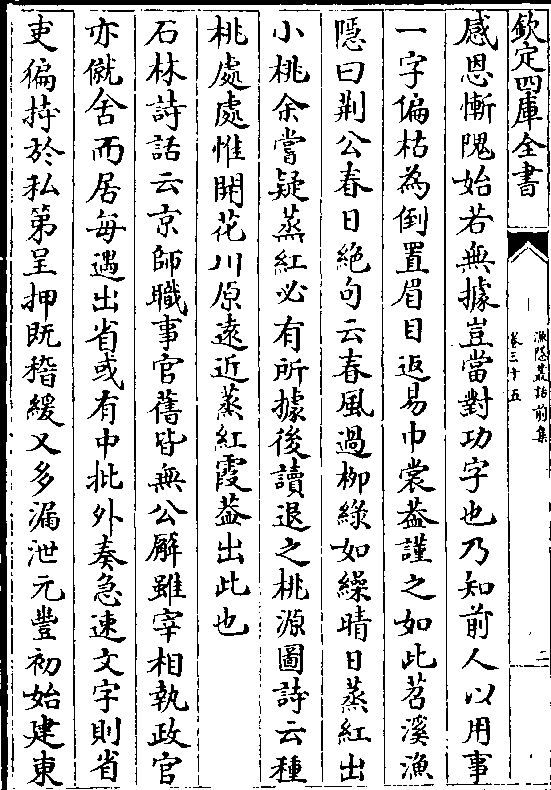 欽定四庫全書
漁隱叢話前集
卷三十五
二
感恩慚隗始若無據豈當對功字也乃知前人以用事
一字偏枯為倒置眉目返易巾裳葢謹之如此苕溪漁
隠曰荆公春日絶句云春風過栁綠如繰晴日蒸紅出
小桃余嘗疑蒸紅必有所據後讀退之桃源圖詩云種
桃處處惟開花川原遠近蒸紅霞葢出此也
石林詩話云京師職事官舊皆無公廨雖宰相執政官
亦僦舍而居每遇出省或有中批外奏急速文字則省
吏徧持於私第呈押既稽緩又多漏泄元豐初始建東